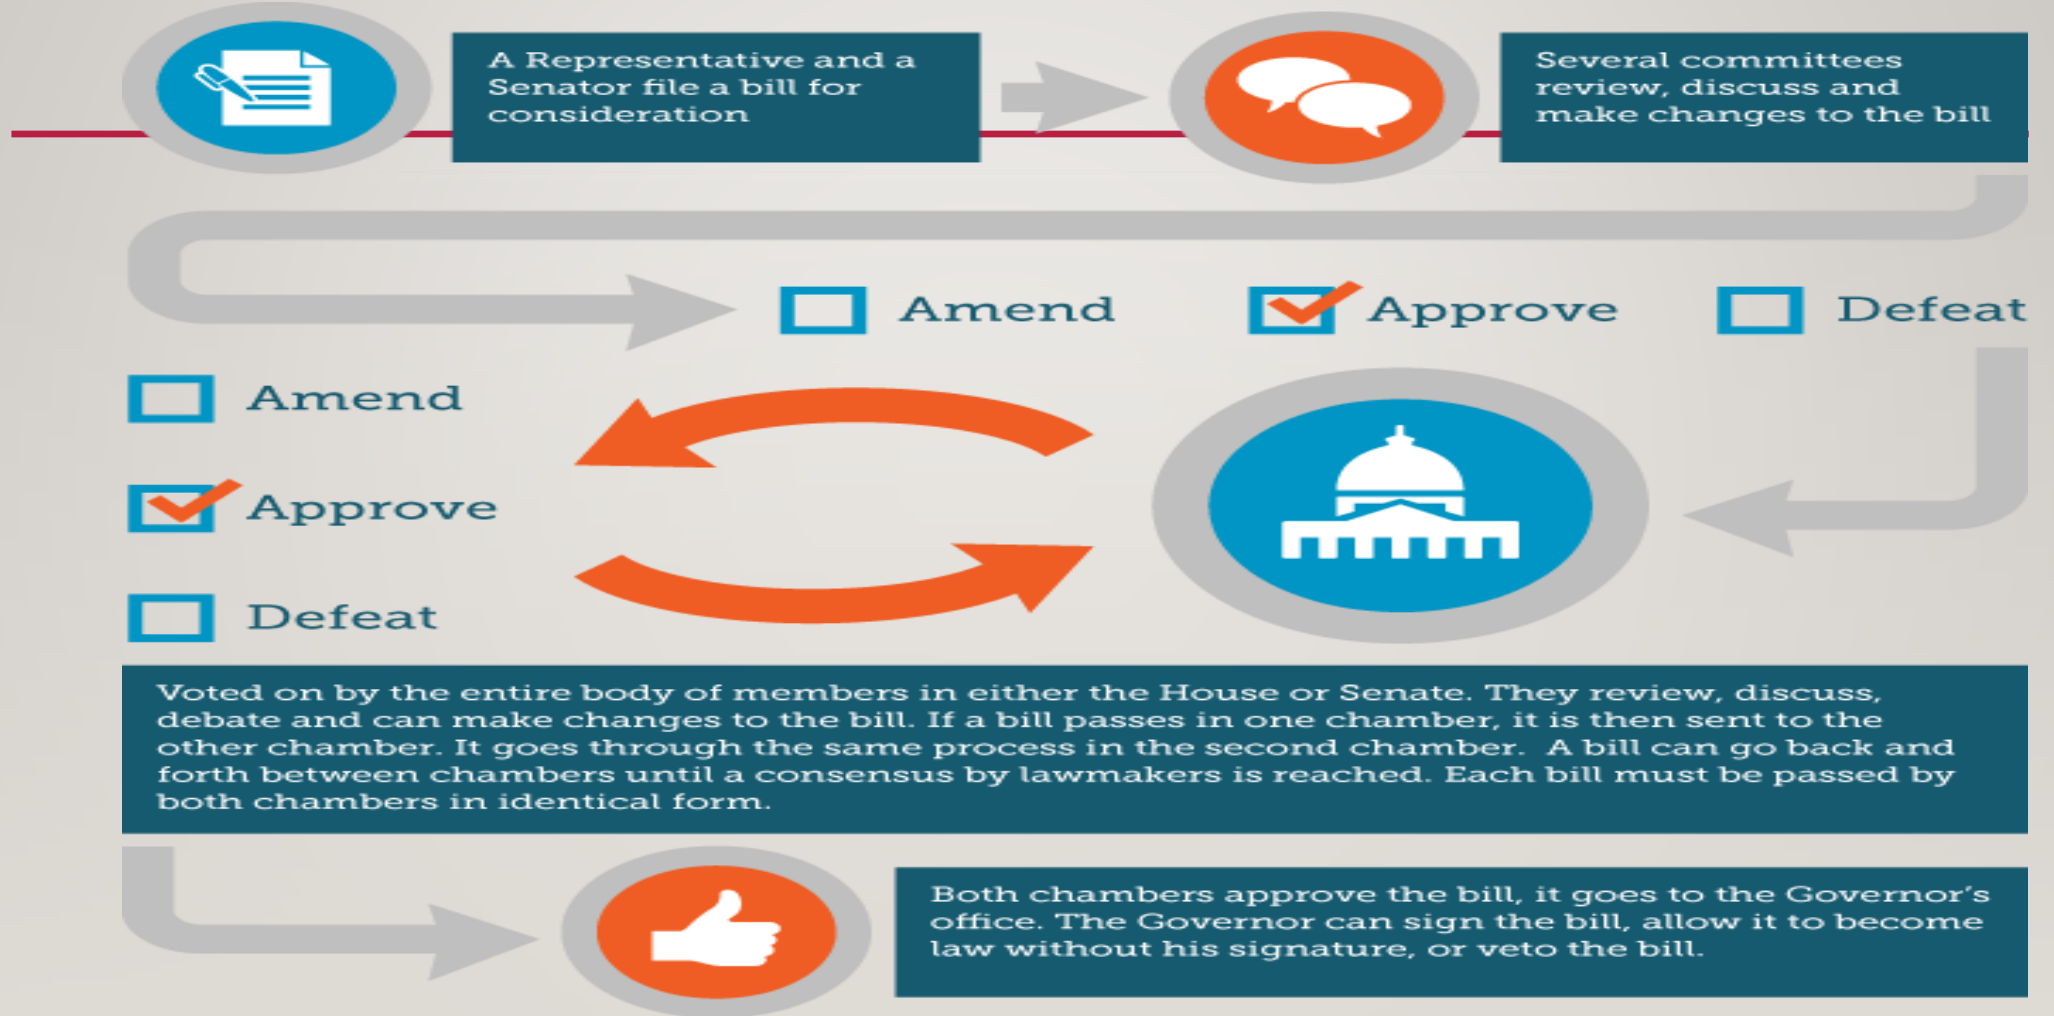 A Representative and a
Senator file a bill for
consideration
Several committees
review, discuss and
make changes to the bill
Amend
Approve
Defeat
Amend
Approve
Defeat
Voted on by the entire body of members in either the House or Senate. They review, discuss,
debate and can make changes to the bill. If a bill passes in one chamber, it is then sent to the
other chamber. It goes through the same process in the second chamber. A bill can go back and
forth between chambers until a consensus by lawmakers is reached. Each bill must be passed by
both chambers in identical form.
Both chambers approve the bill, it goes to the Governor’s
office. The Governor can sign the bill, allow it to become
law without his signature, or veto the bill.